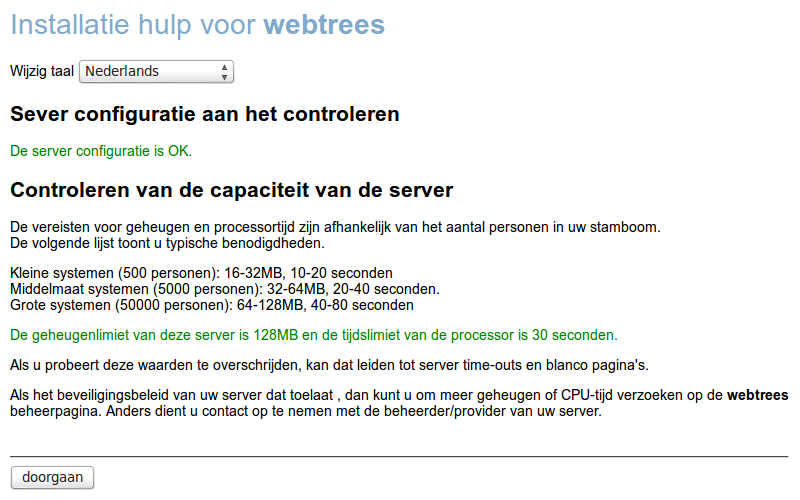 Installatie hulp voor webtrees
Wijzig taal Nederlands
Sever configuratie aan het controleren
De server configuratie is OK.
Controleren van de capaciteit van de server
De vereisten voor geheugen en processortijd zijn afhankelijk van het aantal personen in uw stamboom.
De volgende lijst toont u typische benodigdheden.
Kleine systemen (500 personen): 16-32MB, 10-20 seconden
Middelmaat systemen (5000 personen): 32-64MB, 20-40 seconden.
Grote systemen (50000 personen): 64-128MB, 40-80 seconden
De geheugenlimiet van deze server is 128MB en de tijdslimiet van de processor is 30 seconden.
Als u probeert deze waarden te overschrijden, kan dat leiden tot server time-outs en blanco pagina's.
Als het beveiligingsbeleid van uw server dat toelaat , dan kunt u om meer geheugen of CPU-tijd verzoeken op de webtrees
beheerpagina. Anders dient u contact op te nemen met de beheerder/provider van uw server.
doorgaan